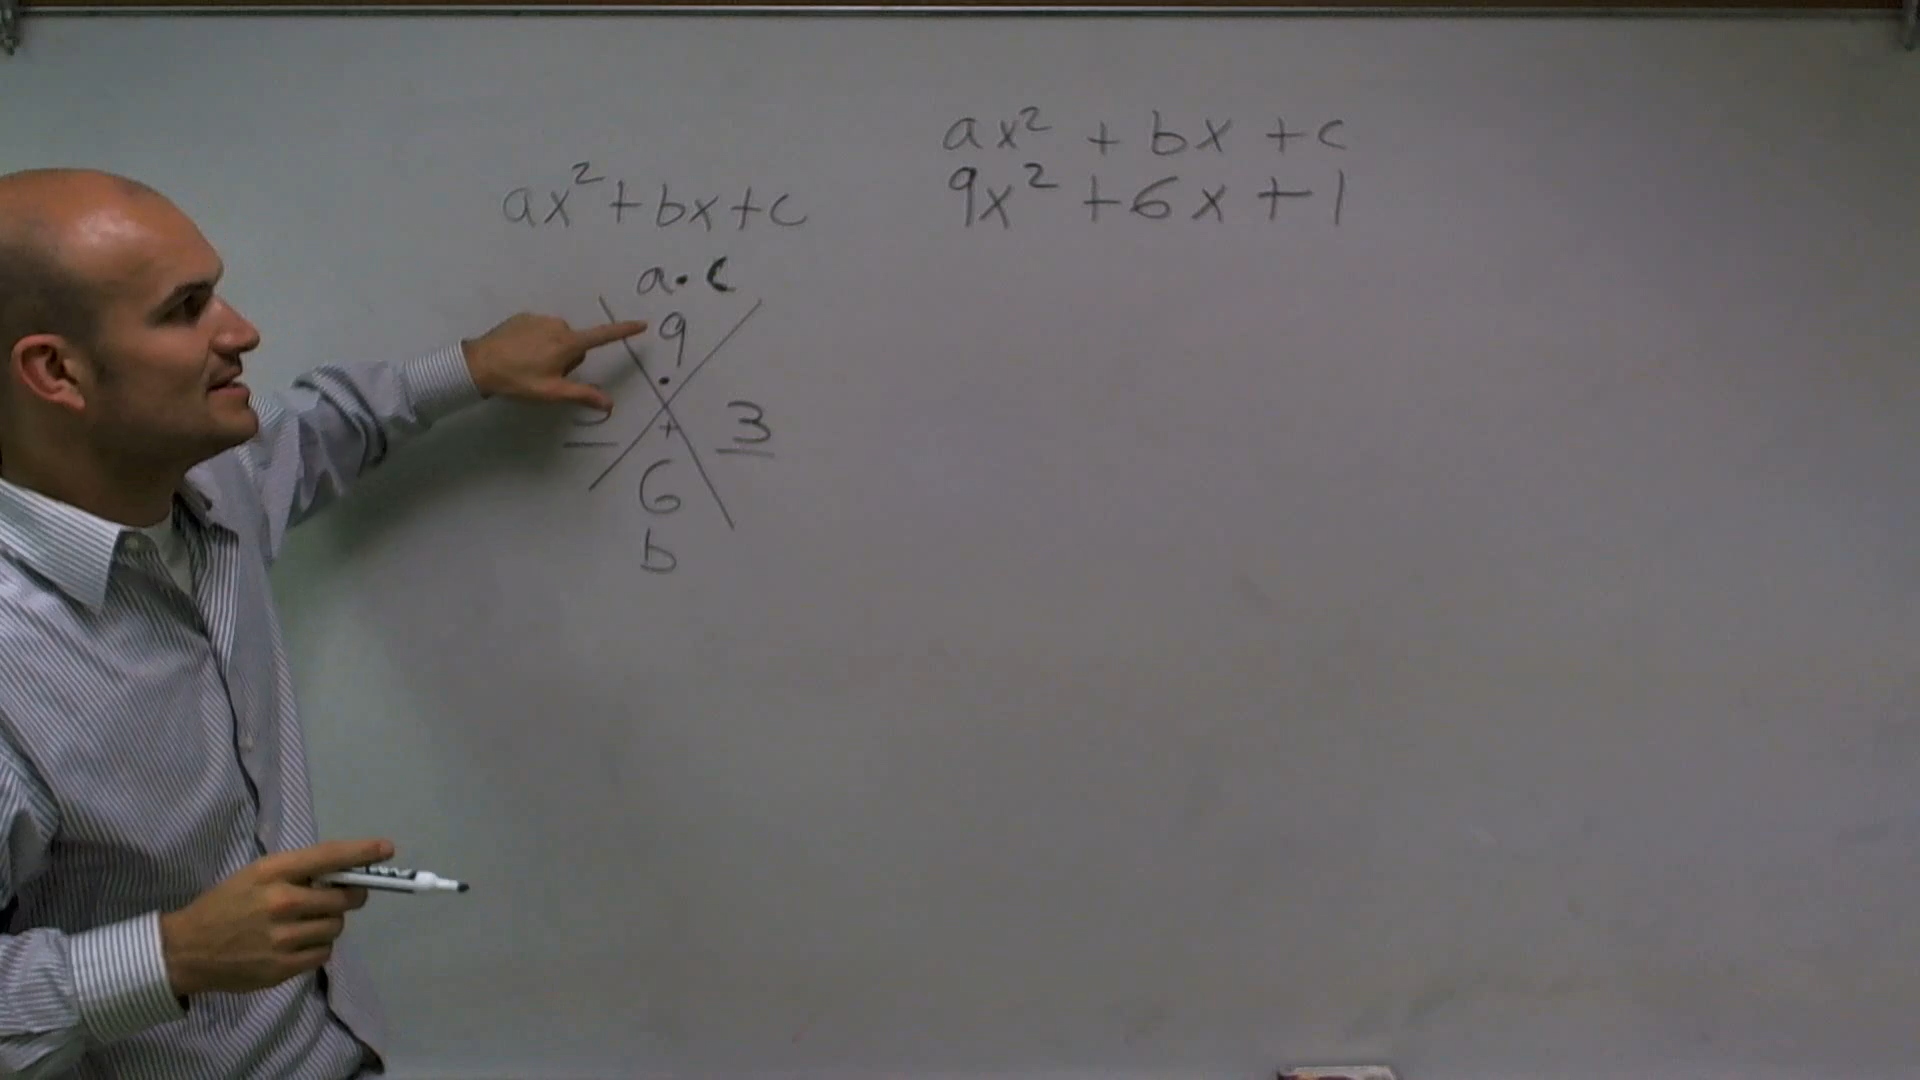 ax² + bx + c
9x² + 6x + 1
ax² + bx + c
a · c
9
·
+ 3
6
b